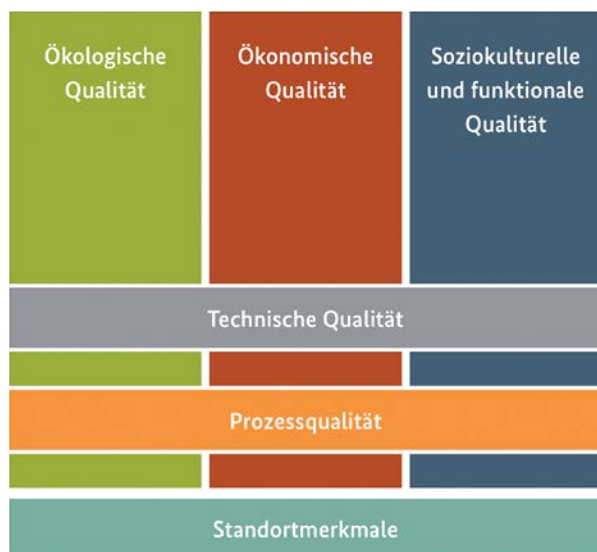 Ökologische
Qualität
Ökonomische
Qualität
Soziokulturelle
und funktionale
Qualität
Technische Qualität
Prozessqualität
Standortmerkmale